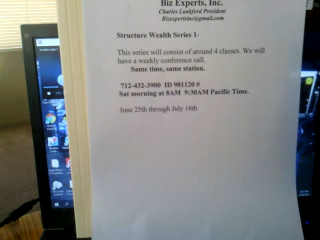 Biz Experts, Inc.
Charles Lankford President
Bizexpertsinc@gmail.com
Structure Wealth Series 1-
This series will consist of around 4 classes. We will
have a weekly conference call.
Same time, same station.
712-432-3900 ID 981120 #
Sat morning at 8AM 9:30AM Pacific Time.
June 25th through July 16th